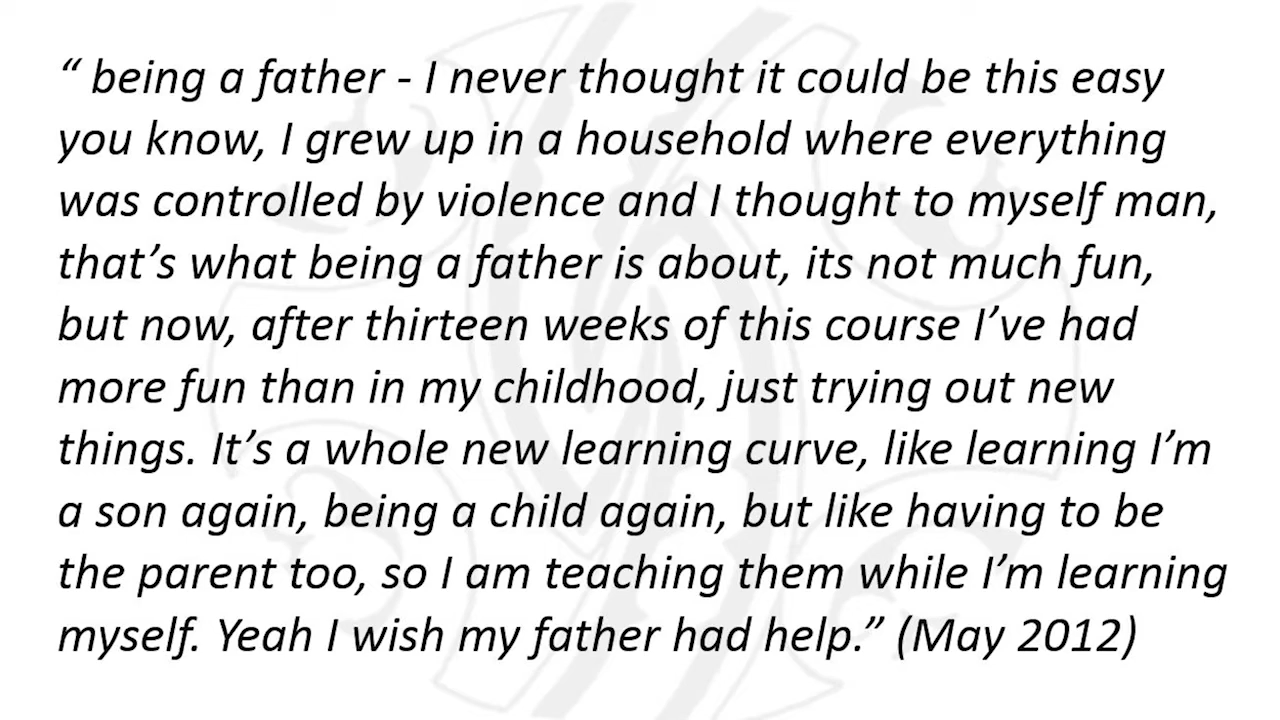 “ being a father - I never thought it could be this easy
you know, I grew up in a household where everything
was controlled by violence and I thought to myself man,
that’s what being a father is about, its not much fun,
but now, after thirteen weeks of this course I’ve had
more fun than in my childhood, just trying out new
things. It’s a whole new learning curve, like learning I’m
a son again, being a child again, but like having to be
the parent too, so I am teaching them while I’m learning
myself. Yeah I wish my father had help.” (May 2012)